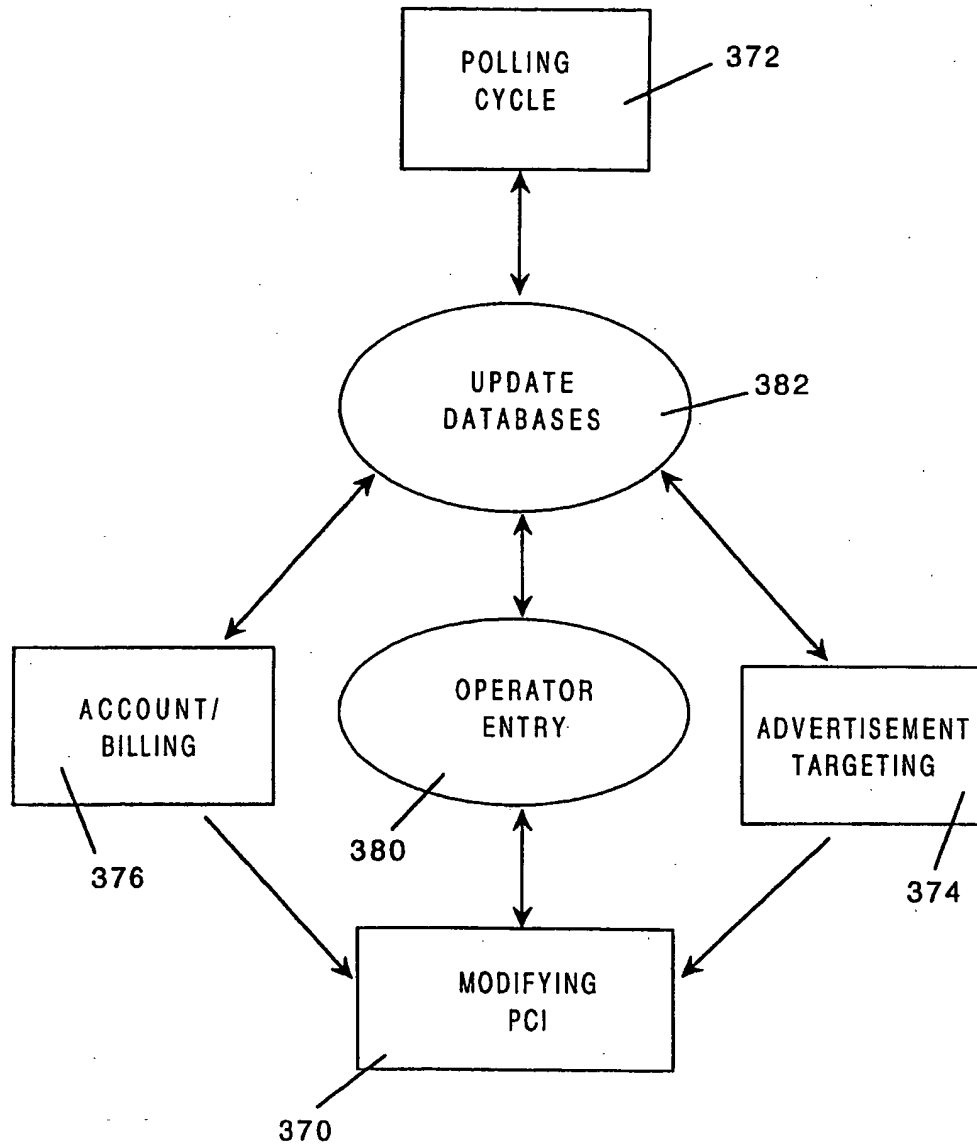 POLLING
CYCLE
372
UPDATE
DATABASES
382
ACCOUNT/
BILLING
376
OPERATOR
ENTRY
380
ADVERTISEMENT
TARGETING
374
MODIFYING
PCI
370